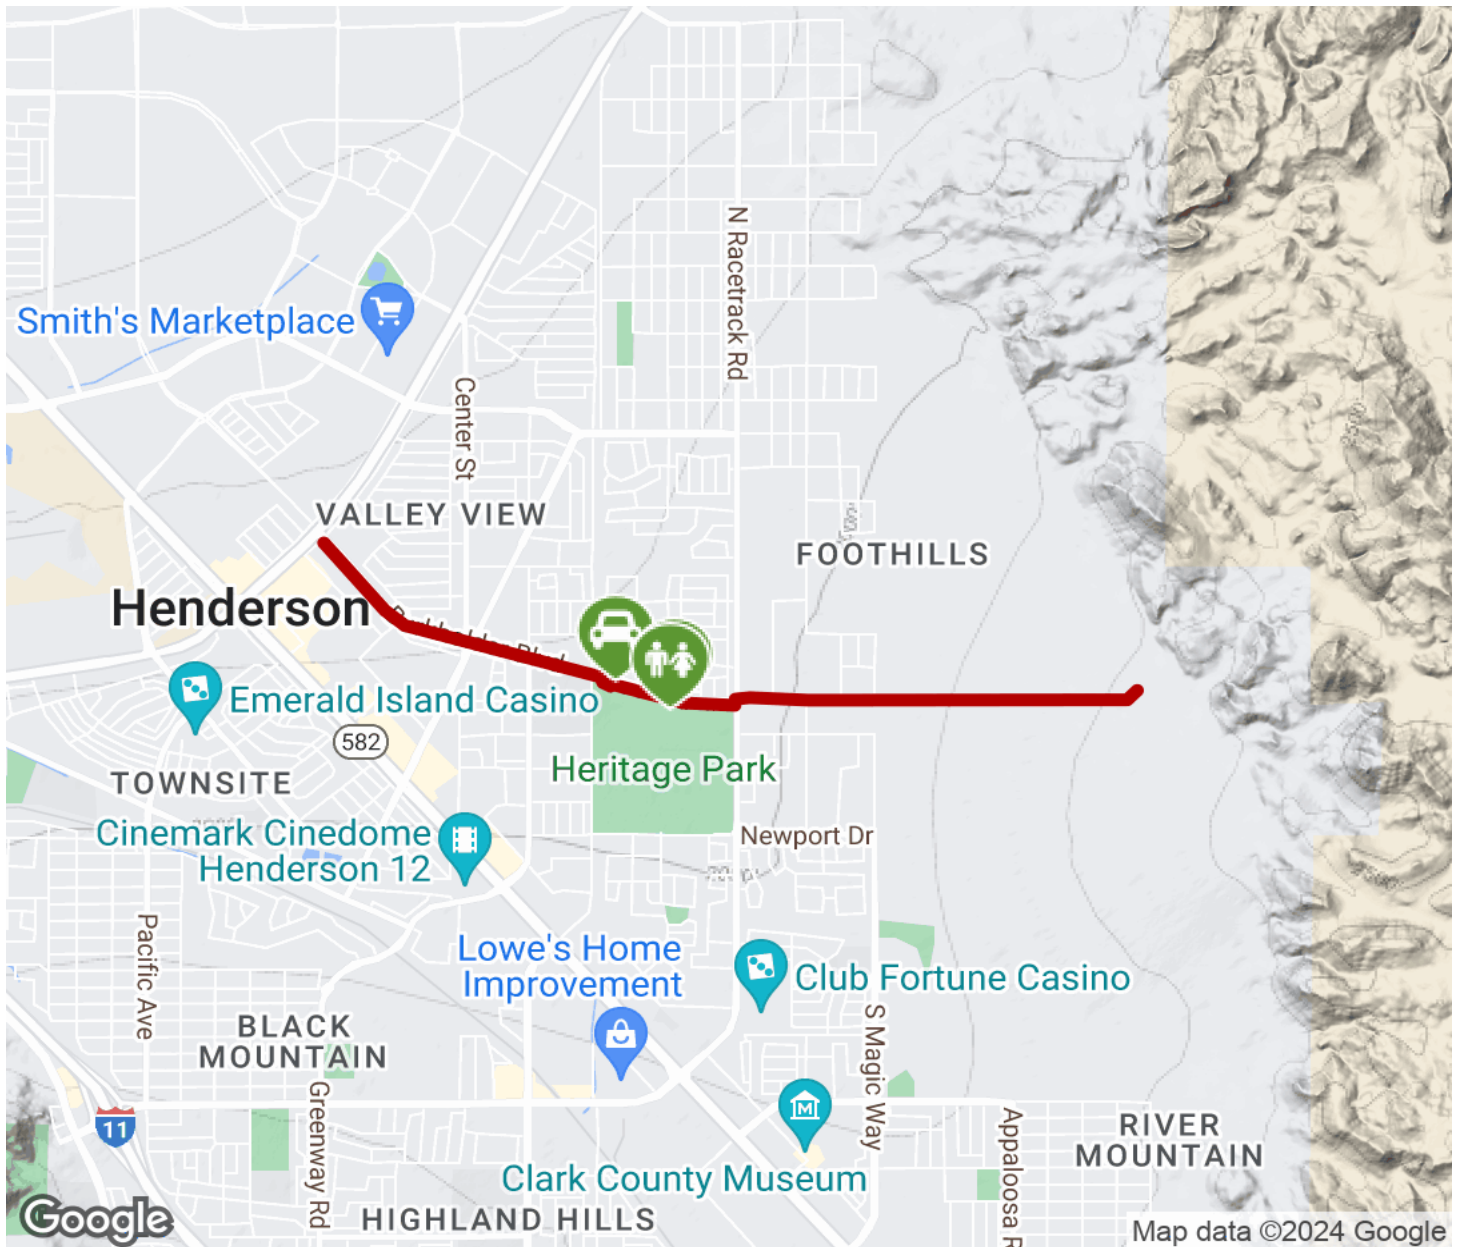 N Racetrack Rd
Smith's Marketplace
Center St
VALLEY VIEW
FOOTHILLS
Henderson
Emerald Island Casino
582
Heritage Park
TOWNSITE
Cinemark Cinedome
Henderson 12
Newport Dr
Pacific Ave
Lowe's Home
Improvement
Club Fortune Casino
BLACK
MOUNTAIN
S Magic Way
Greenway Rd
11
M
Appaloosa R
RIVER
MOUNTAIN
Clark County Museum
HIGHLAND HILLS
Google
Map data ©2024 Google